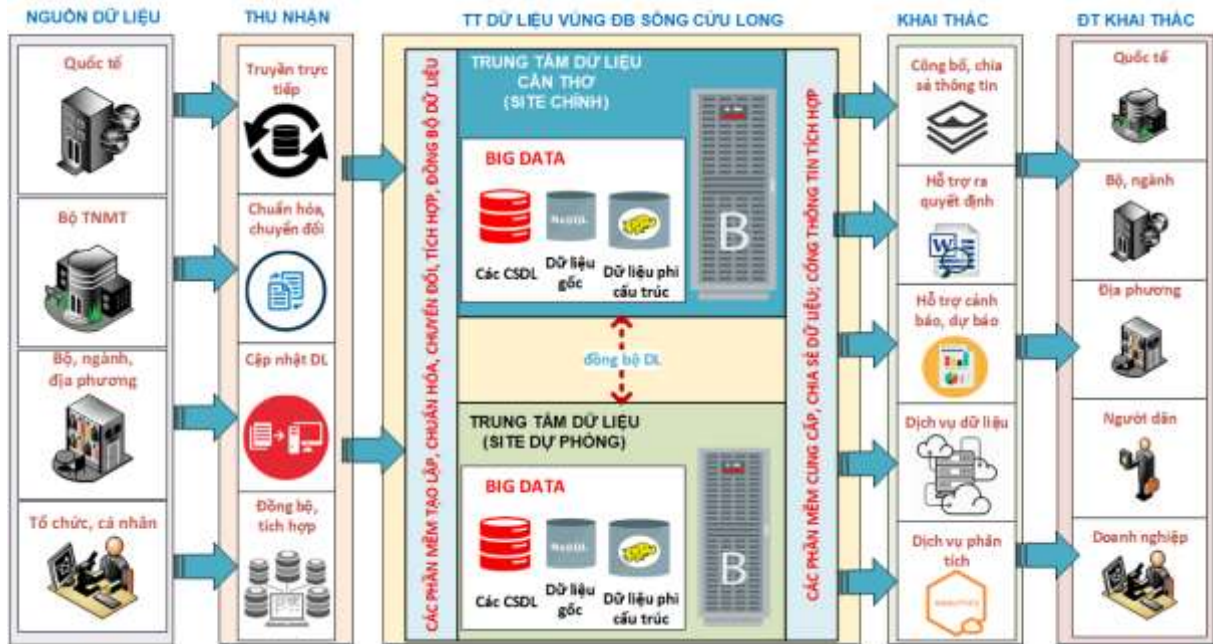 NGUỒN DỮ LIỆU
Quốc tế
Bộ TNMT
Bộ, ngành,
địa phương
Tổ chức, cá nhân
THU NHẬN
Truyền trực
tiếp
Chuẩn hóa,
chuyển đổi
Cập nhật DL
Đồng bộ,
tích hợp
TT DỮ LIỆU VÙNG ĐB SÔNG CỬU LONG
CÁC PHẦN MỀM TẠO LẬP, CHUẨN HÓA, CHUYỂN ĐỔI, TÍCH HỢP, ĐỒNG BỘ DỮ LIỆU
TRUNG TÂM DỮ LIỆU
CẦN THƠ
(SITE CHÍNH)
BIG DATA
NoSQL
Các CSDL
Dữ liệu
gốc
Dữ liệu phi
cấu trúc
B
đồng bộ DL
TRUNG TÂM DỮ LIỆU
(SITE DỰ PHÒNG)
BIG DATA
NoSQL
Các CSDL
Dữ liệu
gốc
Dữ liệu phi
cấu trúc
B
CÁC PHẦN MỀM CUNG CẤP, CHIA SẺ DỮ LIỆU; CỔNG THÔNG TIN TÍCH HỢP
KHAI THÁC
Công bố, chia
sẻ thông tin
Hỗ trợ ra
quyết định
W
Hỗ trợ cảnh
báo, dự báo
Dịch vụ dữ liệu
Dịch vụ phân
tích
ANALYTICS
ĐT KHAI THÁC
Quốc tế
Bộ, ngành
Địa phương
Người dân
Doanh nghiệp